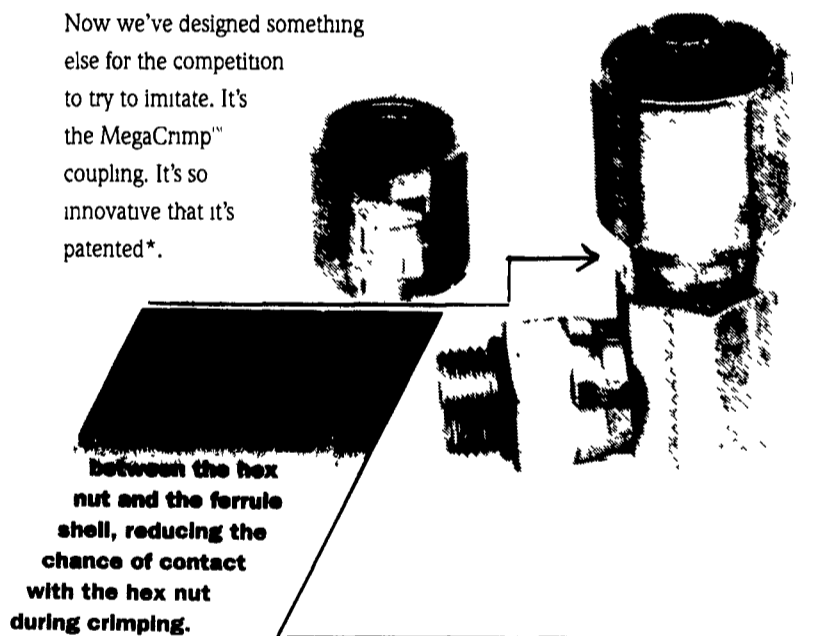 Now we've designed something
else for the competition
to try to imitate. It's
the MegaCrimp™
coupling. It's so
innovative that it's
patented*.
between the hex
nut and the ferrule
shell, reducing the
chance of contact
with the hex nut
during crimping.